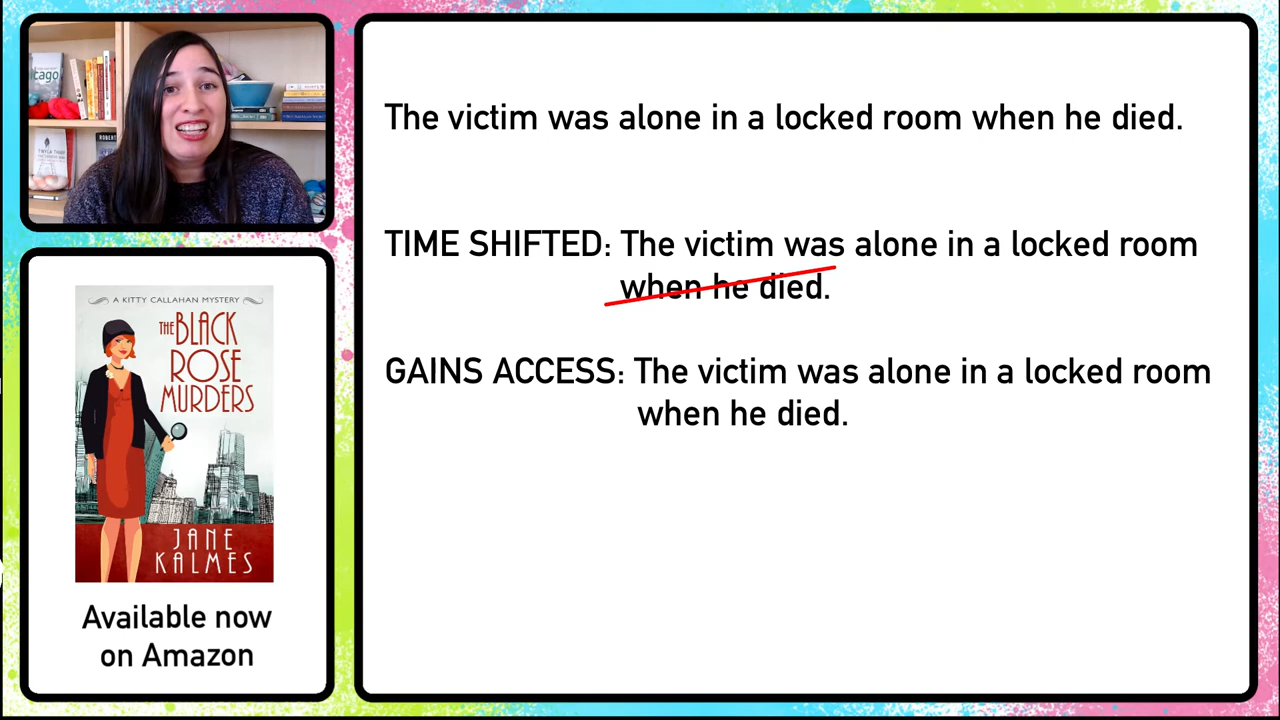 The victim was alone in a locked room when he died.
TIME SHIFTED: The victim was alone in a locked room
when he died.
GAINS ACCESS: The victim was alone in a locked room
when he died.
A KITTY CALLAHAN MYSTERY
THE BLACK
ROSE
MURDERS
JANE
KALMES
Available now
on Amazon